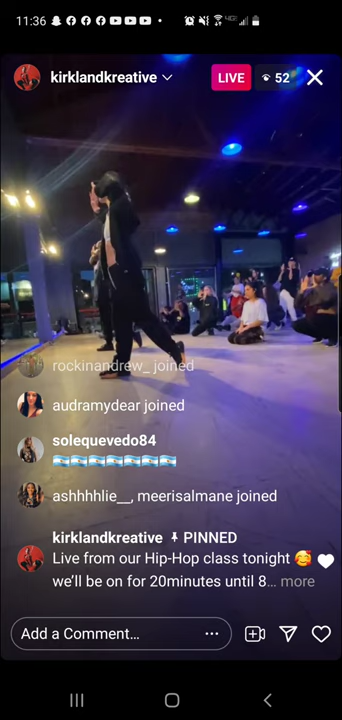 11:36
kirklandkreative
LIVE
52
rockinandrew_ joined
audramydear joined
solequevedo84
🇦🇷🇦🇷🇦🇷🇦🇷🇦🇷🇦🇷🇦🇷
ashhhhlie__, meerisalmane joined
kirklandkreative PINNED
Live from our Hip-Hop class tonight 🥰
we'll be on for 20minutes until 8... more
Add a Comment...